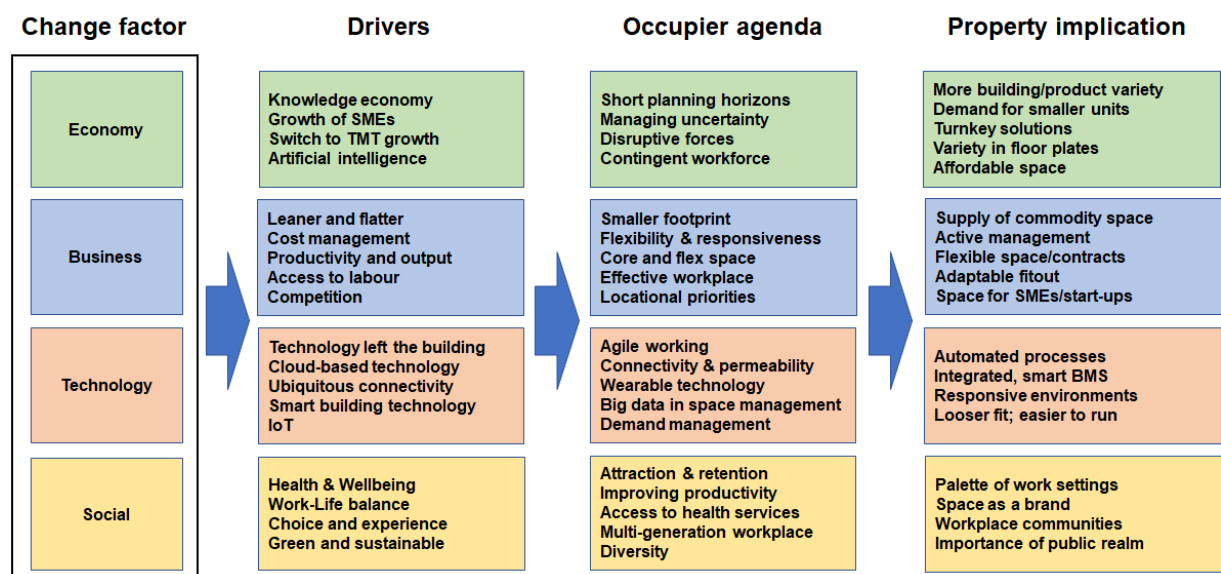 Change factor
Drivers
Occupier agenda
Property implication
Economy
Knowledge economy
Growth of SMEs
Switch to TMT growth
Artificial intelligence
Short planning horizons
Managing uncertainty
Disruptive forces
Contingent workforce
More building/product variety
Demand for smaller units
Turnkey solutions
Variety in floor plates
Affordable space
Business
Leaner and flatter
Cost management
Productivity and output
Access to labour
Competition
Smaller footprint
Flexibility & responsiveness
Core and flex space
Effective workplace
Locational priorities
Supply of commodity space
Active management
Flexible space/contracts
Adaptable fitout
Space for SMEs/start-ups
Technology
Technology left the building
Cloud-based technology
Ubiquitous connectivity
Smart building technology
IoT
Agile working
Connectivity & permeability
Wearable technology
Big data in space management
Demand management
Automated processes
Integrated, smart BMS
Responsive environments
Looser fit; easier to run
Social
Health & Wellbeing
Work-Life balance
Choice and experience
Green and sustainable
Attraction & retention
Improving productivity
Access to health services
Multi-generation workplace
Diversity
Palette of work settings
Space as a brand
Workplace communities
Importance of public realm